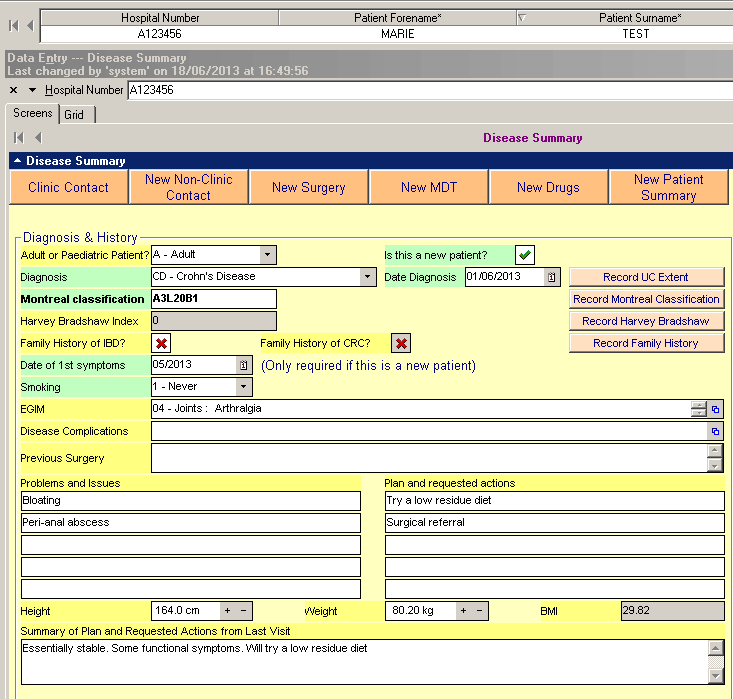 Hospital Number Patient Forename* Patient Surname*
A123456 MARIE TEST
Data Entry --- Disease Summary
Last changed by 'system' on 18/06/2013 at 16:49:56
Hospital Number A123456
Screens Grid
Disease Summary
Disease Summary
Clinic Contact New Non-Clinic Contact New Surgery New MDT New Drugs New Patient Summary
Diagnosis & History
Adult or Paediatric Patient? A - Adult Is this a new patient?
Diagnosis CD - Crohn's Disease Date Diagnosis 01/06/2013 Record UC Extent
Montreal classification A3L20B1 Record Montreal Classification
Harvey Bradshaw Index 0 Record Harvey Bradshaw
Family History of IBD? Family History of CRC? Record Family History
Date of 1st symptoms 05/2013 (Only required if this is a new patient)
Smoking 1 - Never
EGIM 04 - Joints : Arthralgia
Disease Complications
Previous Surgery
Problems and Issues Plan and requested actions
Bloating Try a low residue diet
Peri-anal abscess Surgical referral
Height 164.0 cm + − Weight 80.20 kg + − BMI 29.82
Summary of Plan and Requested Actions from Last Visit
Essentially stable. Some functional symptoms. Will try a low residue diet